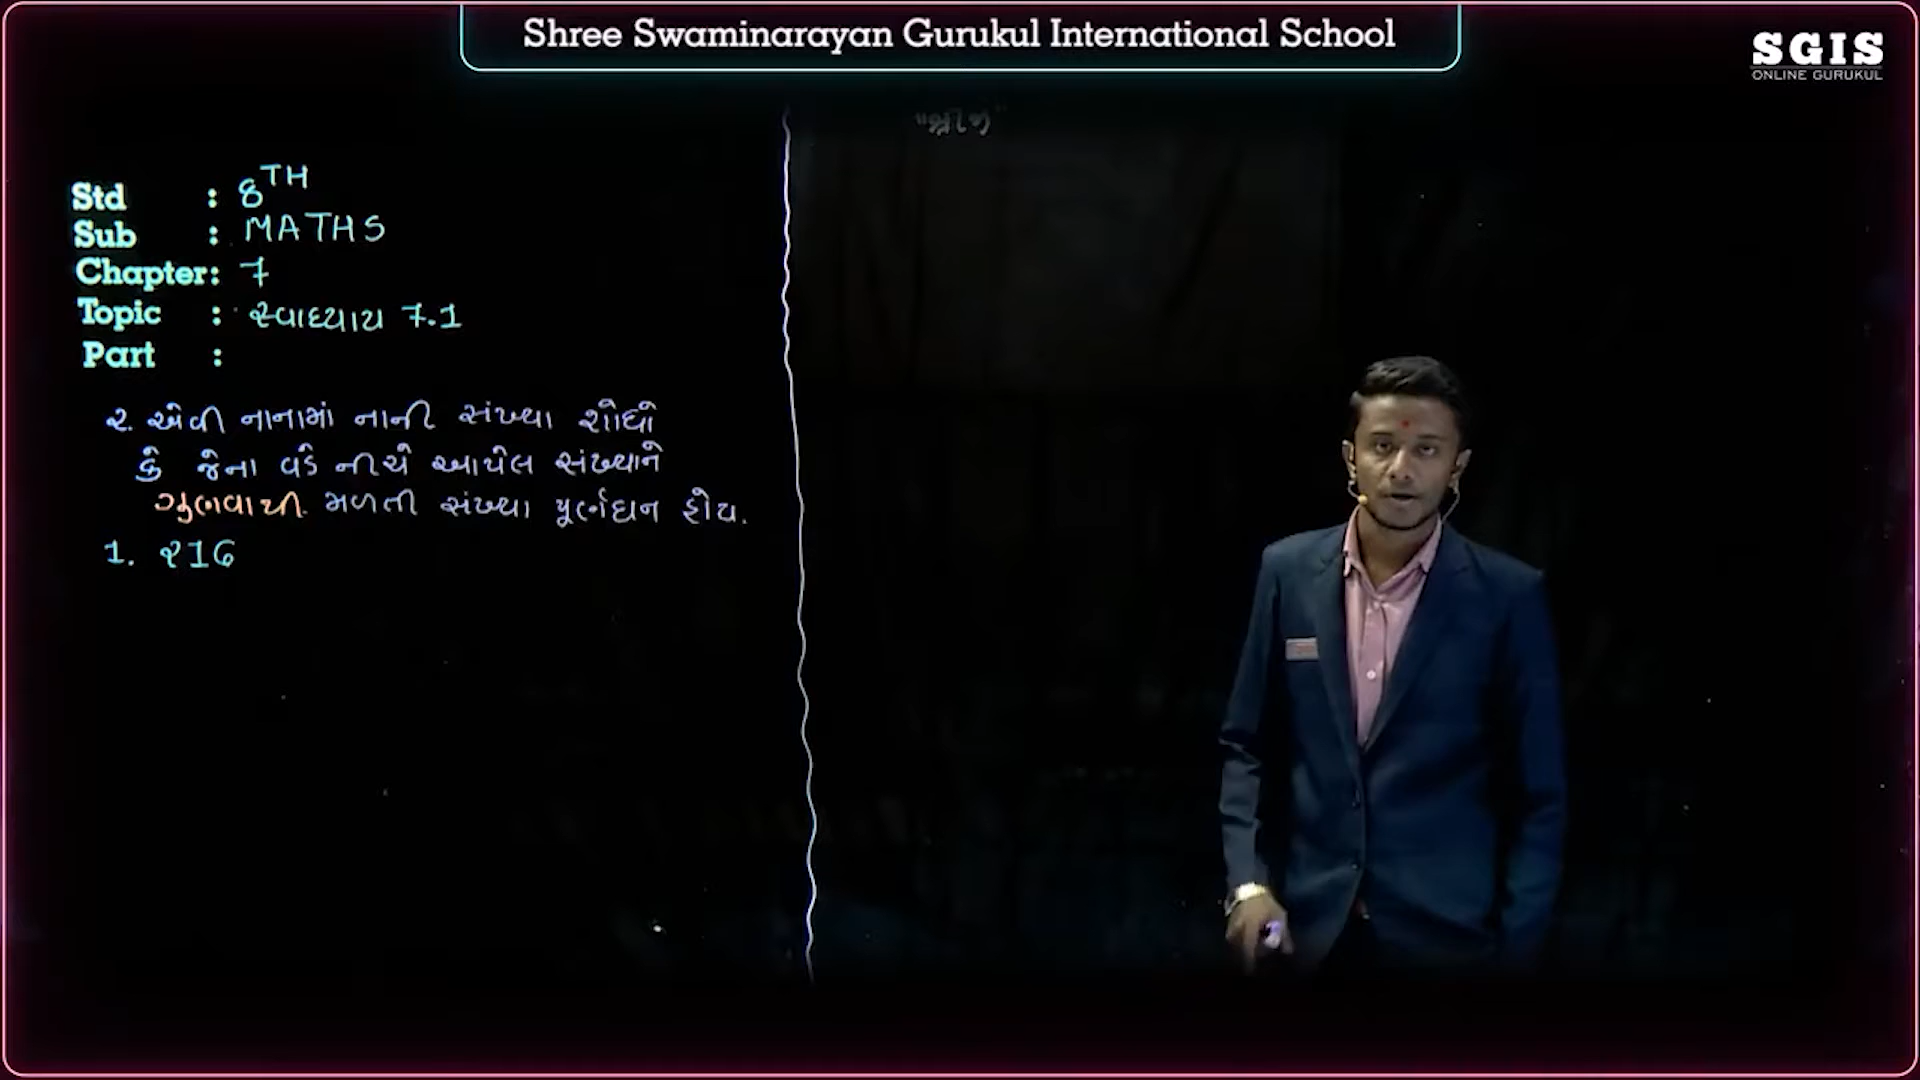 Shree Swaminarayan Gurukul International School
SGIS
ONLINE GURUKUL
Std : 8TH
Sub : MATHS
Chapter: 7
Topic : સ્વાધ્યાય 7.1
Part :
૨. એવી નાનામાં નાની સંખ્યા શોધો
કે જેના વડે નીચે આપેલ સંખ્યાને
ગુણવાથી મળતી સંખ્યા પૂર્ણઘન હોય.
1. ૨16